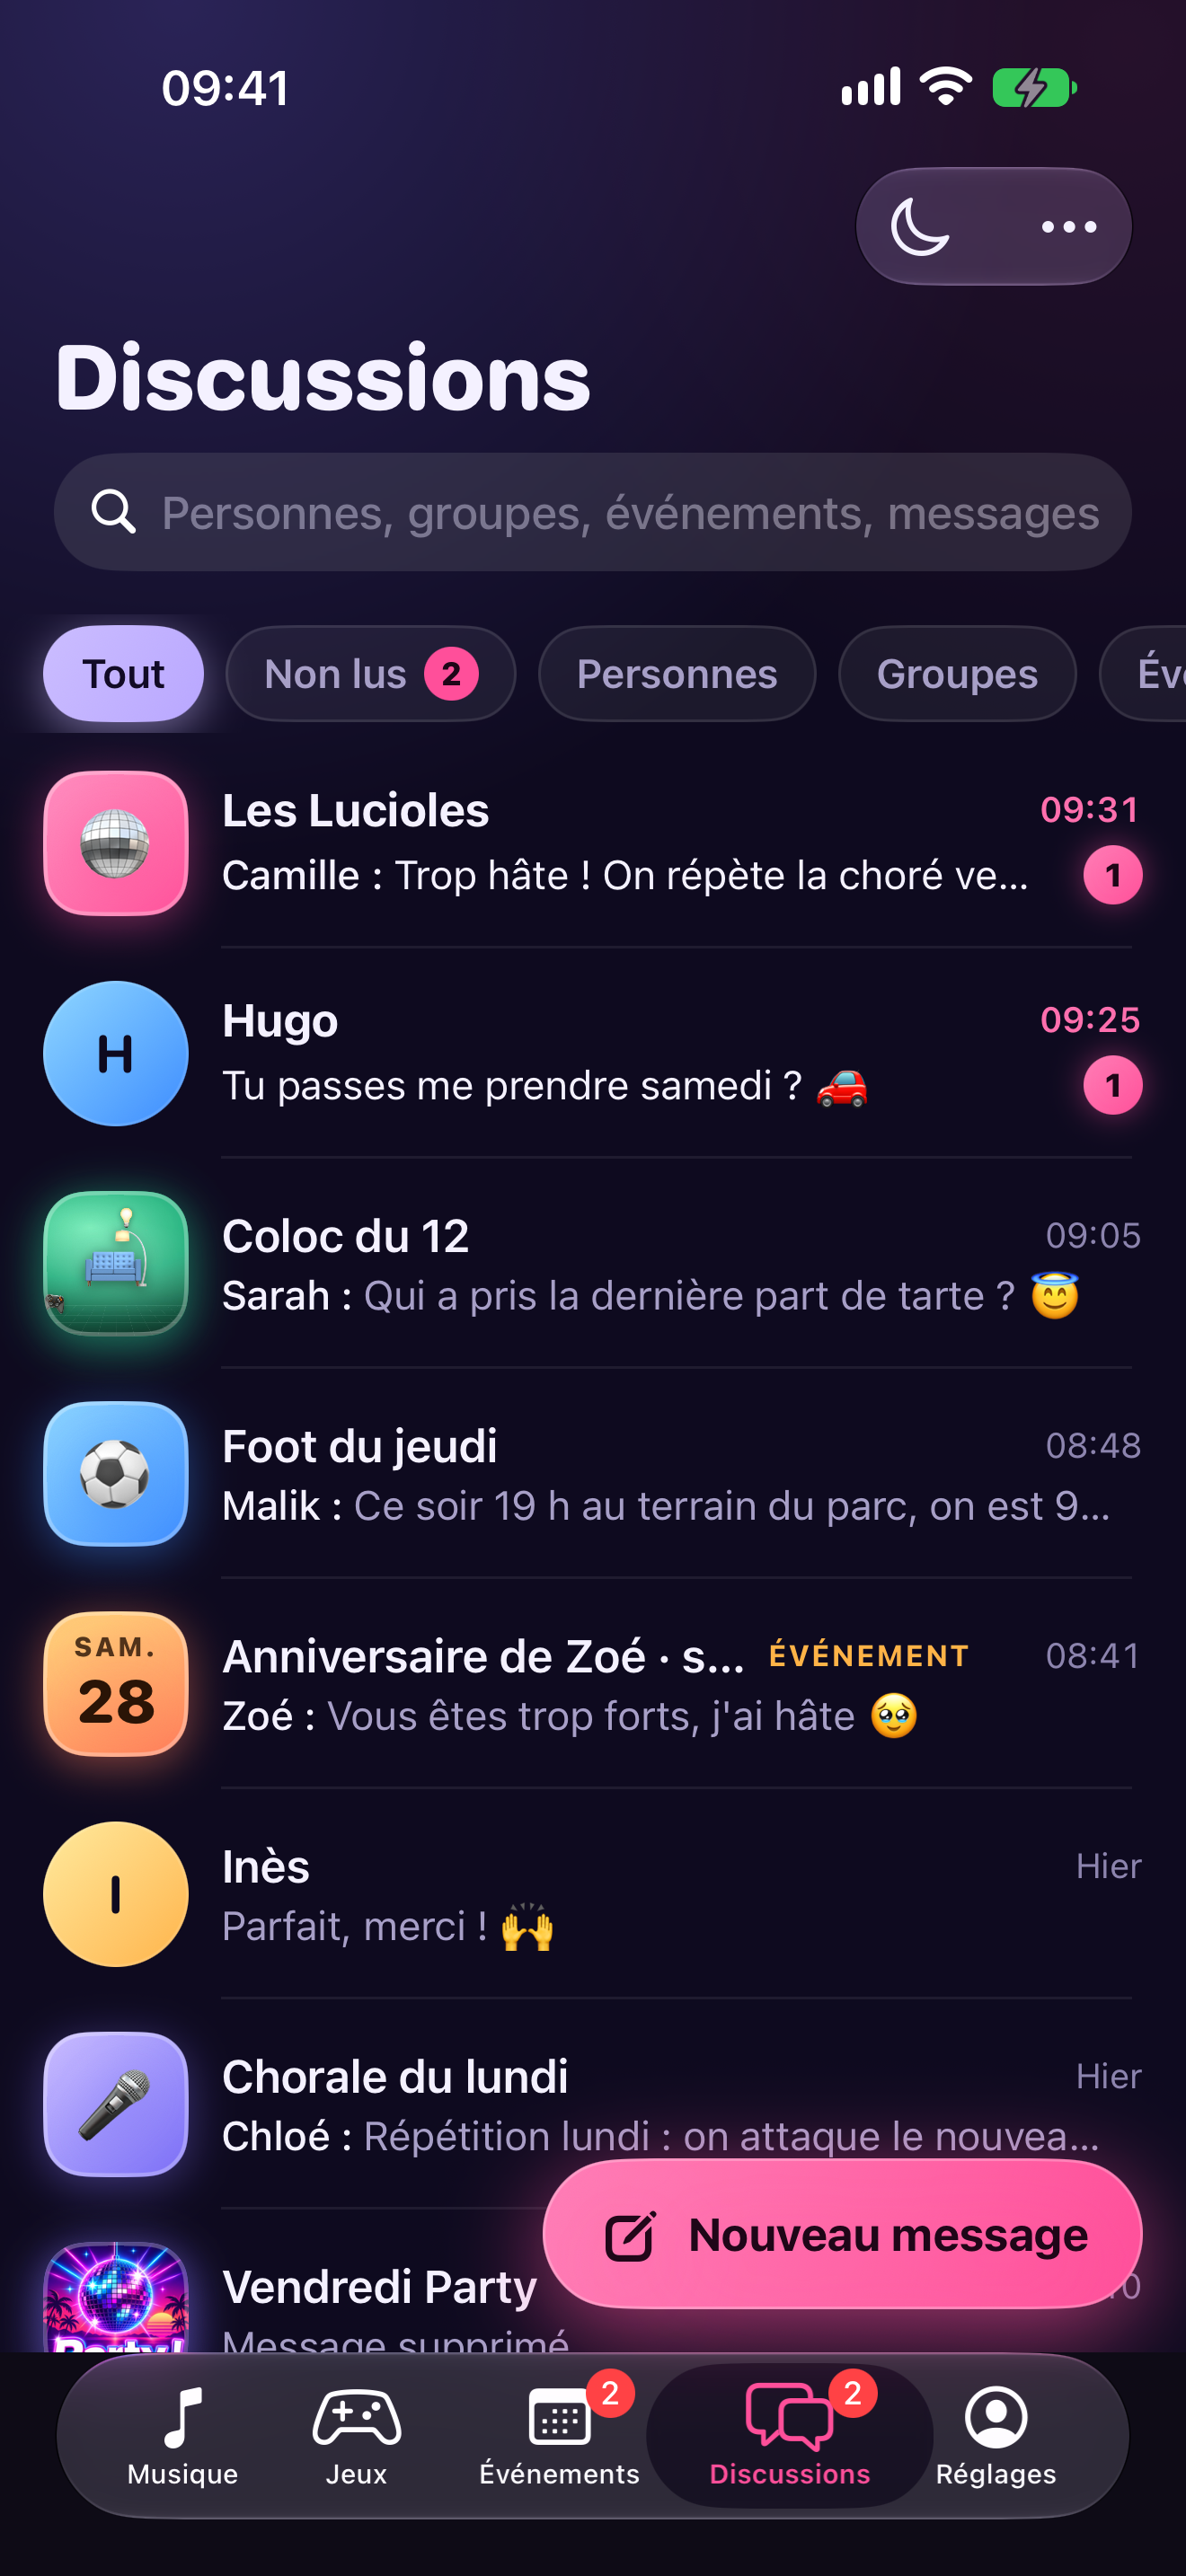 09:41
Discussions
Personnes, groupes, événements, messages
Tout
Non lus 2
Personnes
Groupes
Les Lucioles 09:31
Camille : Trop hâte ! On répète la choré ve... 1
H
Hugo 09:25
Tu passes me prendre samedi ? 🚗 1
Coloc du 12 09:05
Sarah : Qui a pris la dernière part de tarte ? 😇
Foot du jeudi 08:48
Malik : Ce soir 19 h au terrain du parc, on est 9...
SAM.
28
Anniversaire de Zoé · s... ÉVÉNEMENT 08:41
Zoé : Vous êtes trop forts, j'ai hâte 🥹
I
Inès Hier
Parfait, merci ! 🙌
Chorale du lundi Hier
Chloé : Répétition lundi : on attaque le nouvea...
Nouveau message
Vendredi Party
Party!
Message supprimé
2
2
Musique
Jeux
Événements
Discussions
Réglages